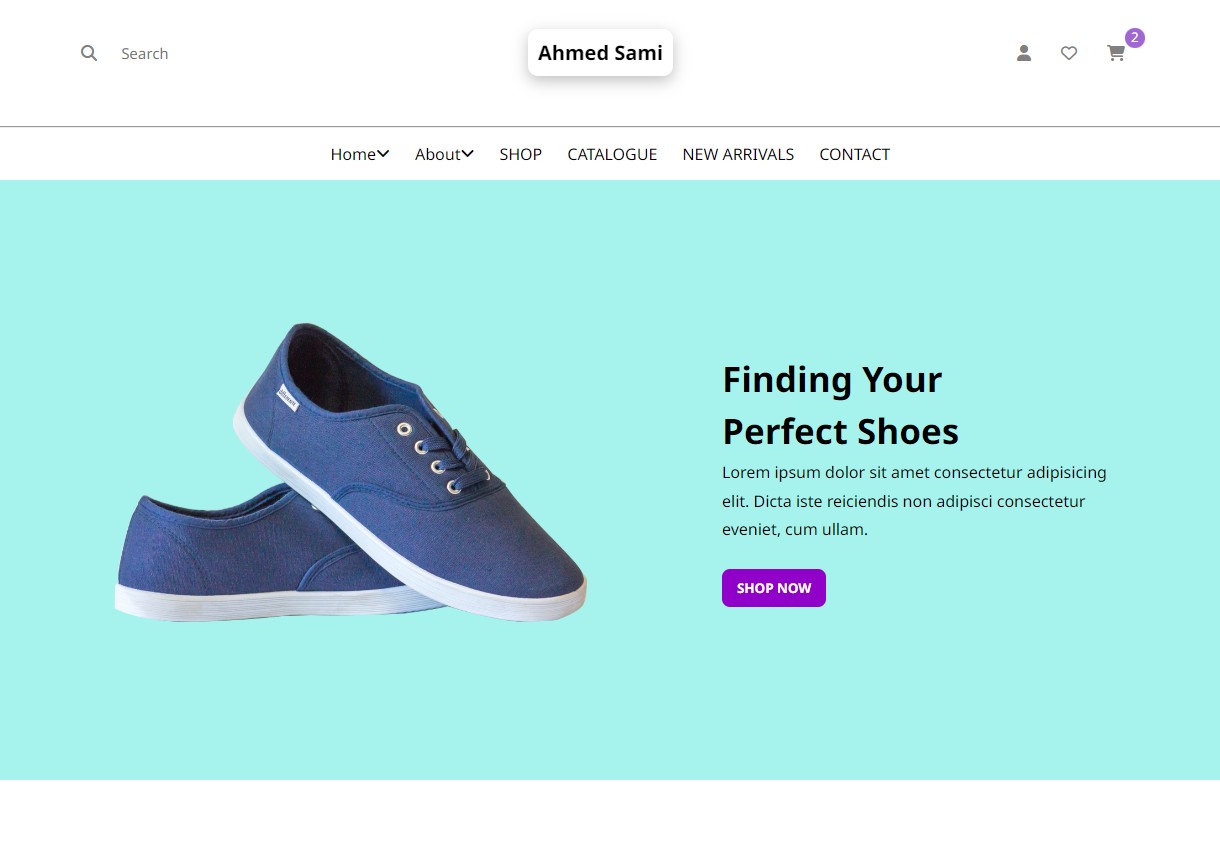 Search
Ahmed Sami
2
Home About SHOP CATALOGUE NEW ARRIVALS CONTACT
Finding Your
Perfect Shoes
Lorem ipsum dolor sit amet consectetur adipisicing
elit. Dicta iste reiciendis non adipisci consectetur
eveniet, cum ullam.
SHOP NOW